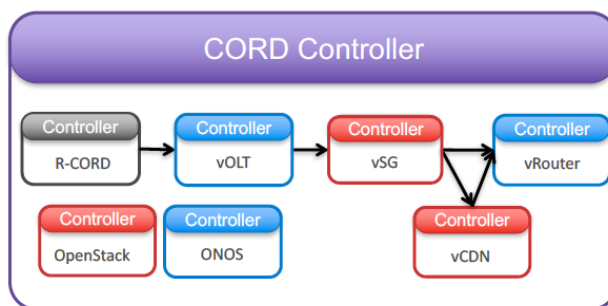 CORD Controller
Controller
R-CORD
Controller
vOLT
Controller
vSG
Controller
vRouter
Controller
OpenStack
Controller
ONOS
Controller
vCDN